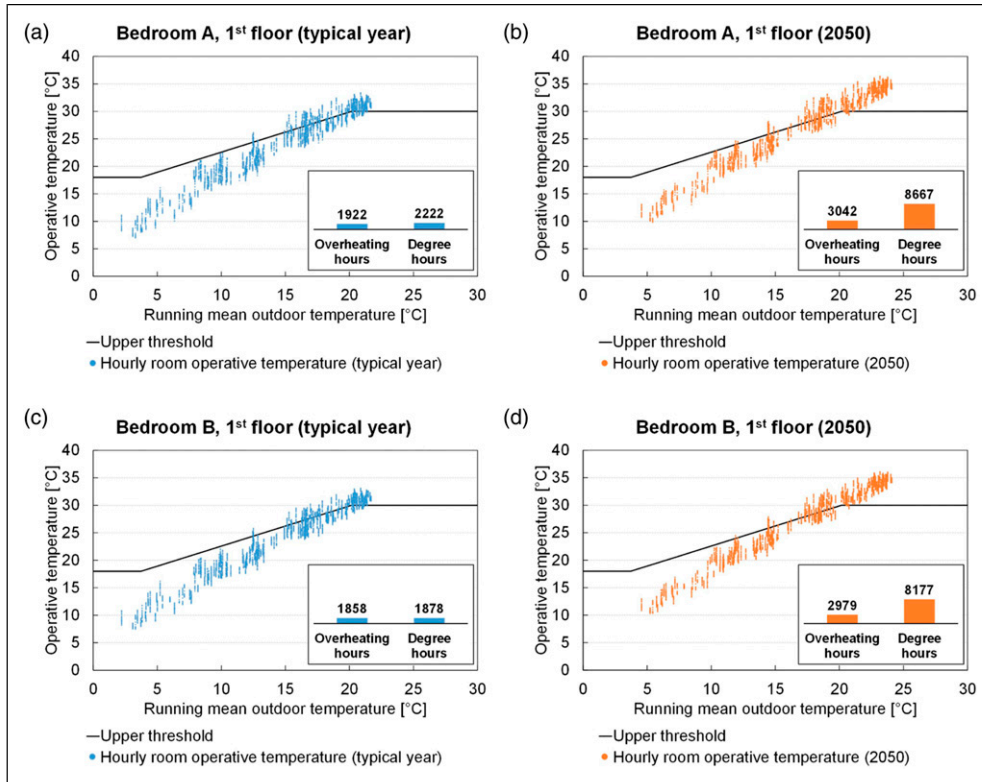 (a)
Bedroom A, 1st floor (typical year)
Operative temperature [°C]
40
35
30
25
20
15
10
5
0
1922
2222
Overheating hours
Degree hours
0 5 10 15 20 25 30
Running mean outdoor temperature [°C]
—Upper threshold
• Hourly room operative temperature (typical year)
(b)
Bedroom A, 1st floor (2050)
Operative temperature [°C]
40
35
30
25
20
15
10
5
0
3042
8667
Overheating hours
Degree hours
0 5 10 15 20 25 30
Running mean outdoor temperature [°C]
—Upper threshold
• Hourly room operative temperature (2050)
(c)
Bedroom B, 1st floor (typical year)
Operative temperature [°C]
40
35
30
25
20
15
10
5
0
1858
1878
Overheating hours
Degree hours
0 5 10 15 20 25 30
Running mean outdoor temperature [°C]
—Upper threshold
• Hourly room operative temperature (typical year)
(d)
Bedroom B, 1st floor (2050)
Operative temperature [°C]
40
35
30
25
20
15
10
5
0
2979
8177
Overheating hours
Degree hours
0 5 10 15 20 25 30
Running mean outdoor temperature [°C]
—Upper threshold
• Hourly room operative temperature (2050)